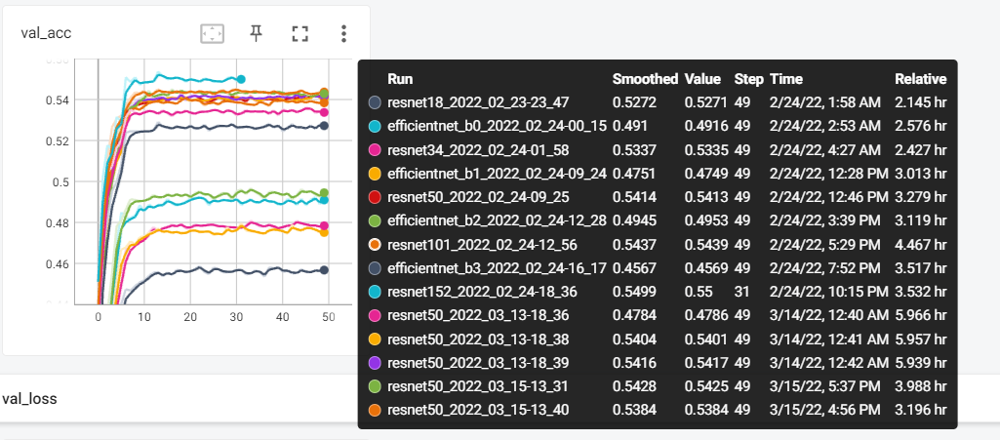 val_acc
0.56
0.54
0.52
0.5
0.48
0.46
0 10 20 30 40 50
Run Smoothed Value Step Time Relative
resnet18_2022_02_23-23_47 0.5272 0.5271 49 2/24/22, 1:58 AM 2.145 hr
efficientnet_b0_2022_02_24-00_15 0.491 0.4916 49 2/24/22, 2:53 AM 2.576 hr
resnet34_2022_02_24-01_58 0.5337 0.5335 49 2/24/22, 4:27 AM 2.427 hr
efficientnet_b1_2022_02_24-09_24 0.4751 0.4749 49 2/24/22, 12:28 PM 3.013 hr
resnet50_2022_02_24-09_25 0.5414 0.5413 49 2/24/22, 12:46 PM 3.279 hr
efficientnet_b2_2022_02_24-12_28 0.4945 0.4953 49 2/24/22, 3:39 PM 3.119 hr
resnet101_2022_02_24-12_56 0.5437 0.5439 49 2/24/22, 5:29 PM 4.467 hr
efficientnet_b3_2022_02_24-16_17 0.4567 0.4569 49 2/24/22, 7:52 PM 3.517 hr
resnet152_2022_02_24-18_36 0.5499 0.55 31 2/24/22, 10:15 PM 3.532 hr
resnet50_2022_03_13-18_36 0.4784 0.4786 49 3/14/22, 12:40 AM 5.966 hr
resnet50_2022_03_13-18_38 0.5404 0.5401 49 3/14/22, 12:41 AM 5.957 hr
resnet50_2022_03_13-18_39 0.5416 0.5417 49 3/14/22, 12:42 AM 5.939 hr
resnet50_2022_03_15-13_31 0.5428 0.5425 49 3/15/22, 5:37 PM 3.988 hr
resnet50_2022_03_15-13_40 0.5384 0.5384 49 3/15/22, 4:56 PM 3.196 hr
val_loss